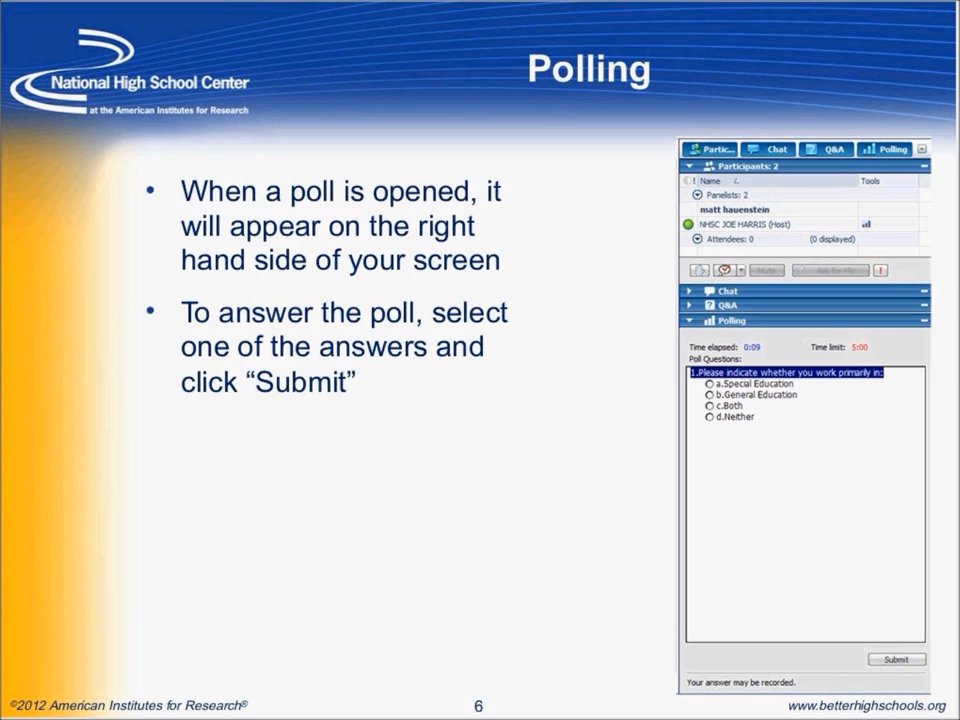 National High School Center
at the American Institutes for Research
Polling
• When a poll is opened, it
will appear on the right
hand side of your screen
• To answer the poll, select
one of the answers and
click “Submit”
Partic... Chat Q&A Polling
Participants: 2
Name Tools
Panelists: 2
matt hauenstein
NHSC JOE HARRIS (Host)
Attendees: 0 (0 displayed)
Mute
Chat
Q&A
Polling
Time elapsed: 0:09 Time limit: 5:00
Poll Questions:
1.Please indicate whether you work primarily in:
a.Special Education
b.General Education
c.Both
d.Neither
Submit
Your answer may be recorded.
©2012 American Institutes for Research®
6
www.betterhighschools.org